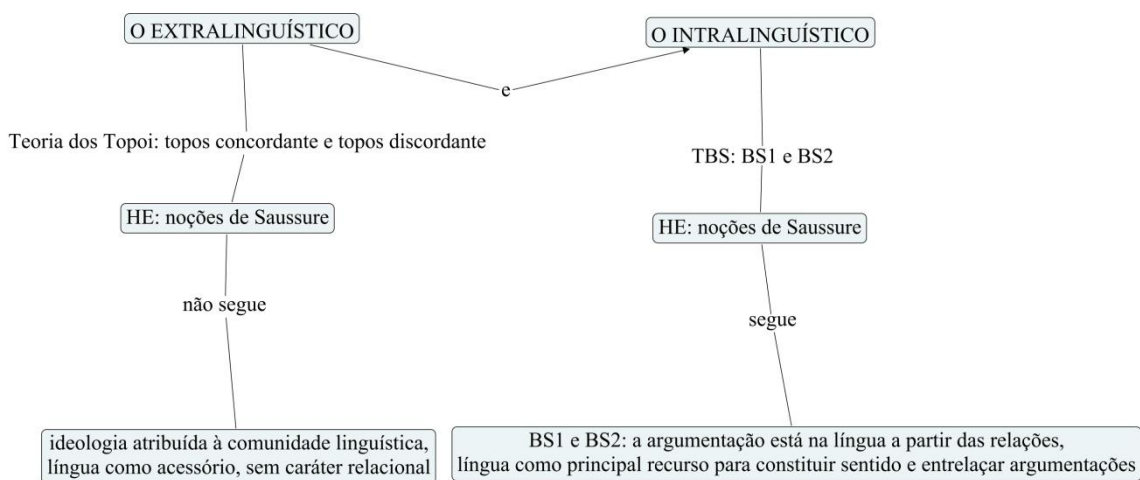 O EXTRALINGUÍSTICO
O INTRALINGUÍSTICO
e
Teoria dos Topoi: topos concordante e topos discordante
TBS: BS1 e BS2
HE: noções de Saussure
HE: noções de Saussure
não segue
segue
ideologia atribuída à comunidade linguística,
língua como acessório, sem caráter relacional
BS1 e BS2: a argumentação está na língua a partir das relações,
língua como principal recurso para constituir sentido e entrelaçar argumentações